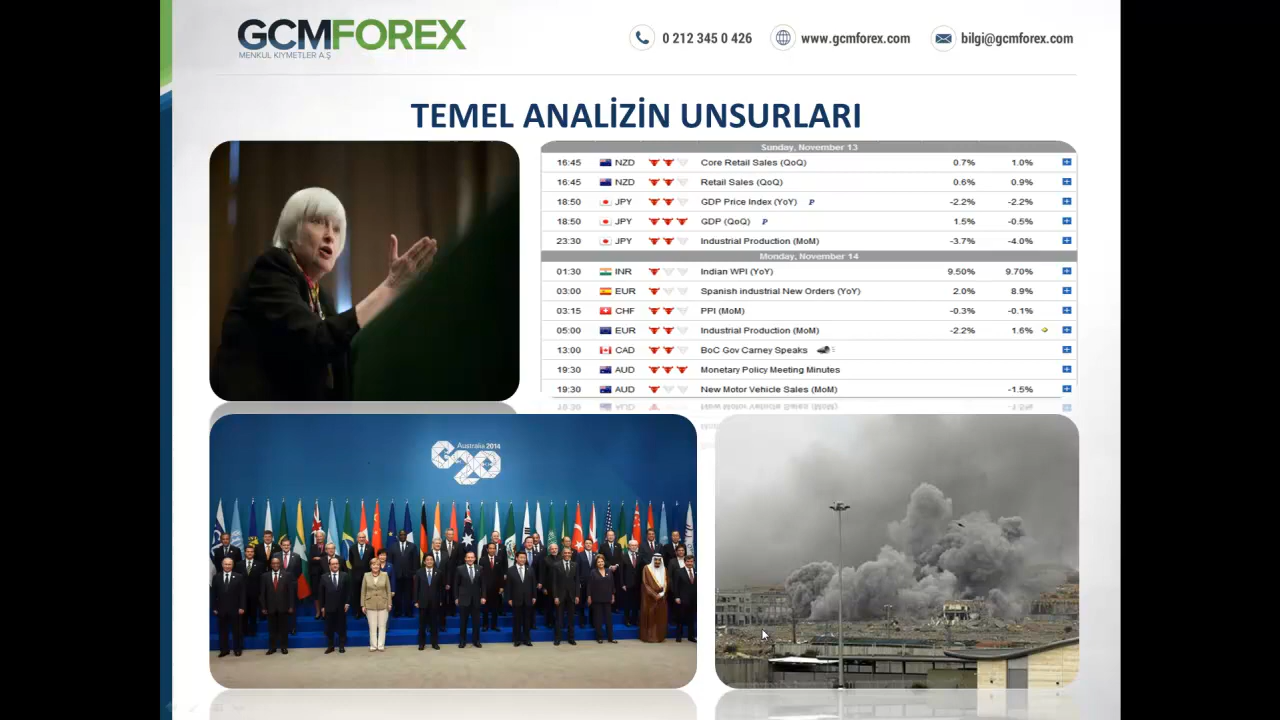 GCMFOREX
MENKUL KIYMETLER A.Ş
0 212 345 0 426
www.gcmforex.com
bilgi@gcmforex.com
TEMEL ANALİZİN UNSURLARI
Sunday, November 13
16:45 NZD Core Retail Sales (QoQ) 0.7% 1.0%
16:45 NZD Retail Sales (QoQ) 0.6% 0.9%
18:50 JPY GDP Price Index (YoY) P -2.2% -2.2%
18:50 JPY GDP (QoQ) P 1.5% -0.5%
23:30 JPY Industrial Production (MoM) -3.7% -4.0%
Monday, November 14
01:30 INR Indian WPI (YoY) 9.50% 9.70%
03:00 EUR Spanish industrial New Orders (YoY) 2.0% 8.9%
03:15 CHF PPI (MoM) -0.3% -0.1%
05:00 EUR Industrial Production (MoM) -2.2% 1.6%
13:00 CAD BoC Gov Carney Speaks
19:30 AUD Monetary Policy Meeting Minutes
19:30 AUD New Motor Vehicle Sales (MoM) -1.5%
Australia 2014
G20